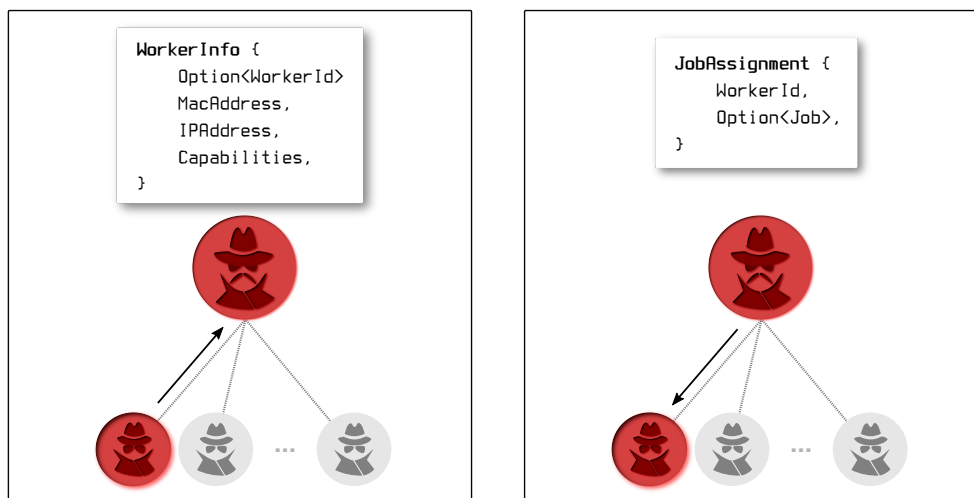 WorkerInfo {
Option<WorkerId>
MacAddress,
IPAddress,
Capabilities,
}
...
JobAssignment {
WorkerId,
Option<Job>,
}
...